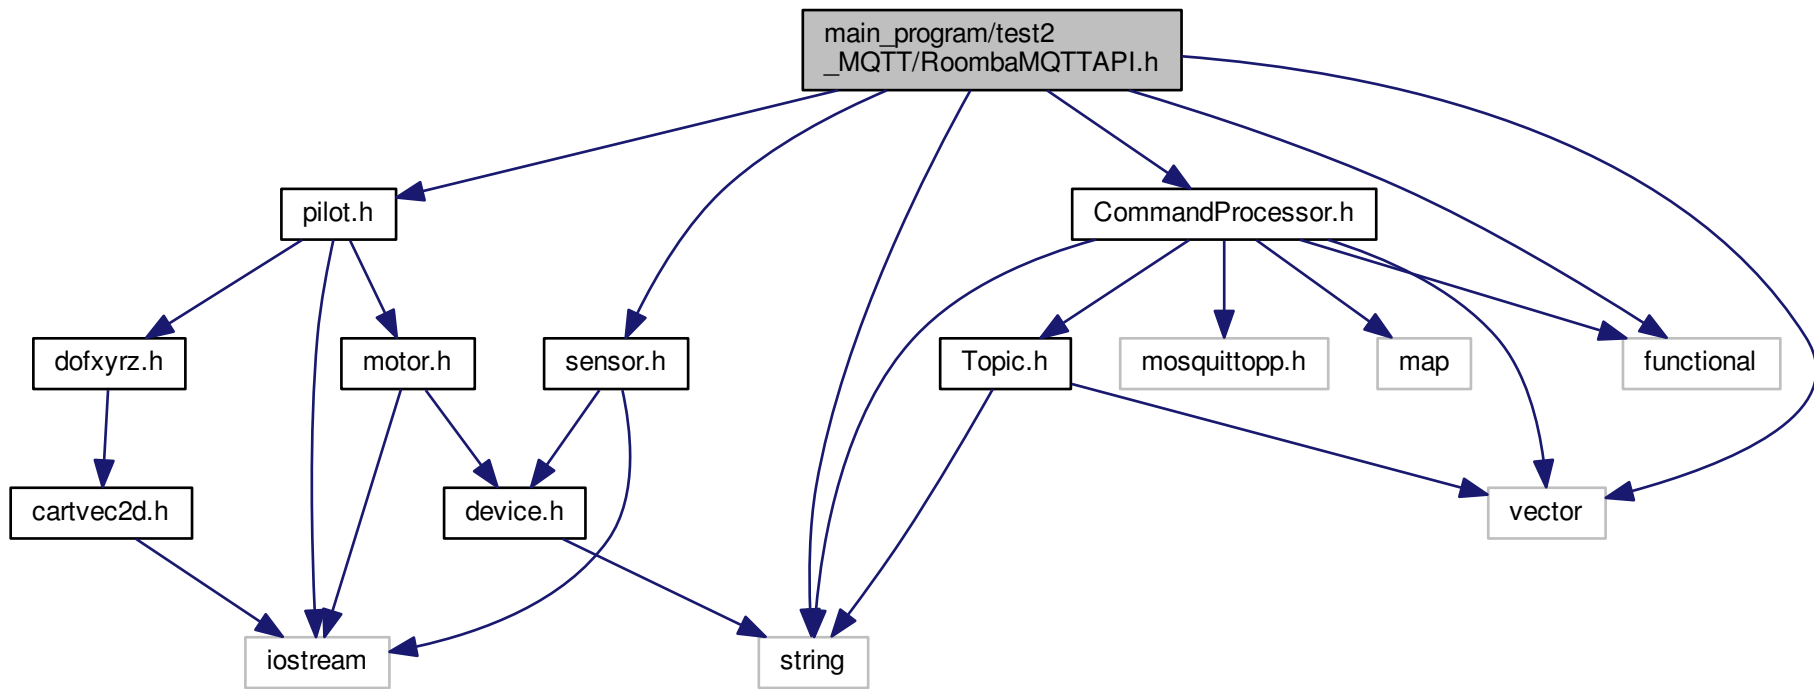 main_program/test2
_MQTT/RoombaMQTTAPI.h
pilot.h
CommandProcessor.h
dofxyrz.h
motor.h
sensor.h
Topic.h
mosquittopp.h
map
functional
cartvec2d.h
device.h
vector
iostream
string